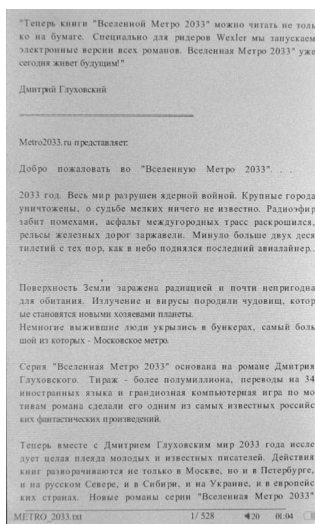 "Теперь книги "Вселенной Метро 2033" можно читать не толь
ко на бумаге. Специально для ридеров Wexler мы запускаем
электронные версии всех романов. Вселенная Метро 2033" уже
сегодня живет будущим!"
Дмитрий Глуховский
Metro2033.ru представляет:
Добро пожаловать во "Вселенную Метро 2033". . .
2033 год. Весь мир разрушен ядерной войной. Крупные города
уничтожены, о судьбе мелких ничего не известно. Радиоэфир
забит помехами, асфальт междугородных трасс раскрошился,
рельсы железных дорог заржавели. Минуло больше двух деся
тилетий с тех пор, как в небо поднялся последний авиалайнер..
.
Поверхность Земли заражена радиацией и почти непригодна
для обитания. Излучение и вирусы породили чудовищ, котор
ые становятся новыми хозяевами планеты.
Немногие выжившие люди укрылись в бункерах, самый боль
шой из которых - Московское метро.
Серия "Вселенная Метро 2033" основана на романе Дмитрия
Глуховского. Тираж - более полумиллиона, переводы на 34
иностранных языка и грандиозная компьютерная игра по мо
тивам романа сделали его одним из самых известных российс
ких фантастических произведений.
Теперь вместе с Дмитрием Глуховским мир 2033 года иссле
дует целая плеяда молодых и известных писателей. Действия
книг разворачиваются не только в Москве, но и в Петербурге,
и на русском Севере, и в Сибири, и на Украине, и в европейс
ких странах. Новые романы серии "Вселенная Метро 2033"
METRO_2033.txt 1/ 528 20 01:04